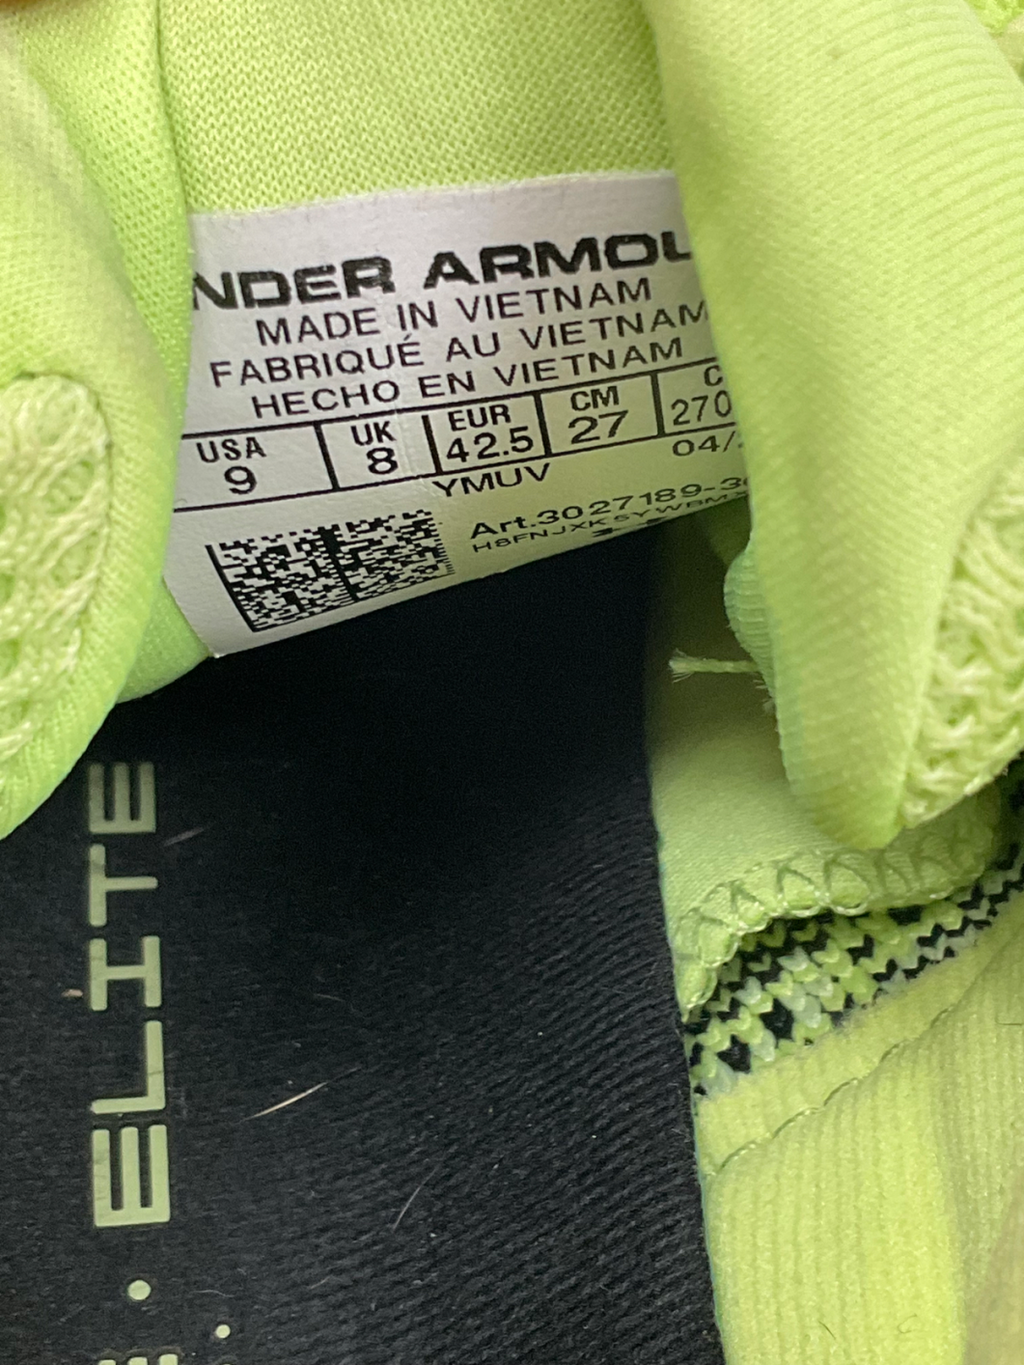 NDER ARMOU
MADE IN VIETNAM
FABRIQUÉ AU VIETNAM
HECHO EN VIETNAM
USA UK EUR CM C
9 8 42.5 27 270
YMUV 04/
Art.3027189-3
ELITE